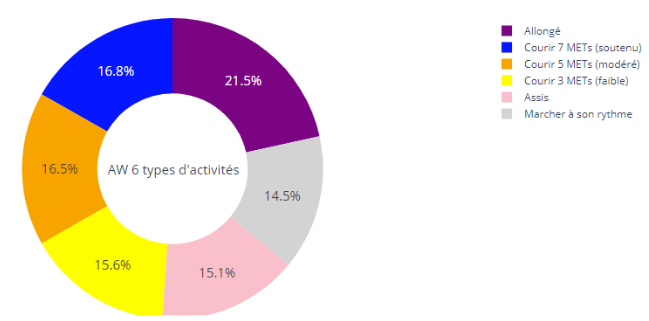 16.8%
21.5%
16.5%
AW 6 types d'activités
14.5%
15.6%
15.1%
Allongé
Courir 7 METs (soutenu)
Courir 5 METs (modéré)
Courir 3 METs (faible)
Assis
Marcher à son rythme